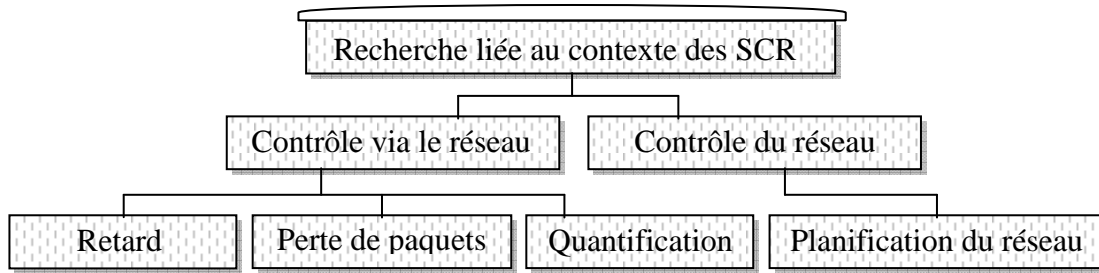 Recherche liée au contexte des SCR
Contrôle via le réseau
Contrôle du réseau
Retard
Perte de paquets
Quantification
Planification du réseau